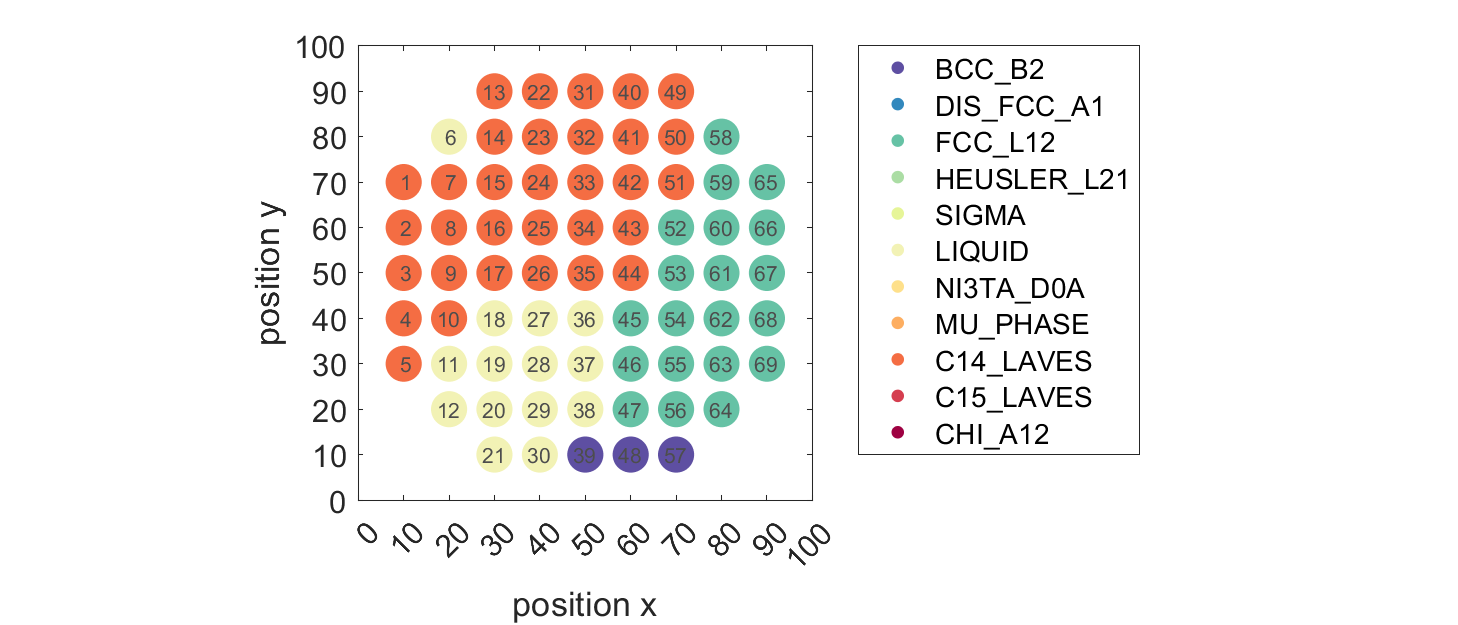 100
90
80
70
60
50
40
30
20
10
0
position y
13 22 31 40 49
6 14 23 32 41 50 58
1 7 15 24 33 42 51 59 65
2 8 16 25 34 43 52 60 66
3 9 17 26 35 44 53 61 67
4 10 18 27 36 45 54 62 68
5 11 19 28 37 46 55 63 69
12 20 29 38 47 56 64
21 30 39 48 57
0 10 20 30 40 50 60 70 80 90 100
position x
BCC_B2
DIS_FCC_A1
FCC_L12
HEUSLER_L21
SIGMA
LIQUID
NI3TA_D0A
MU_PHASE
C14_LAVES
C15_LAVES
CHI_A12